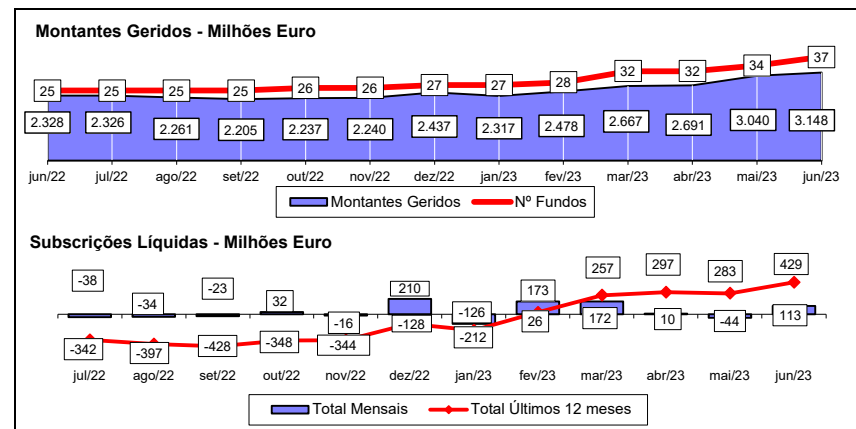 Montantes Geridos - Milhões Euro
25 25 25 25 26 26 27 27 28 32 32 34 37
2.328 2.326 2.261 2.205 2.237 2.240 2.437 2.317 2.478 2.667 2.691 3.040 3.148
jun/22 jul/22 ago/22 set/22 out/22 nov/22 dez/22 jan/23 fev/23 mar/23 abr/23 mai/23 jun/23
Montantes Geridos Nº Fundos
Subscrições Líquidas - Milhões Euro
-38 -34 -23 32 -16 210 -126 173 172 10 -44 113
-342 -397 -428 -348 -344 -128 -212 26 257 297 283 429
jul/22 ago/22 set/22 out/22 nov/22 dez/22 jan/23 fev/23 mar/23 abr/23 mai/23 jun/23
Total Mensais Total Últimos 12 meses